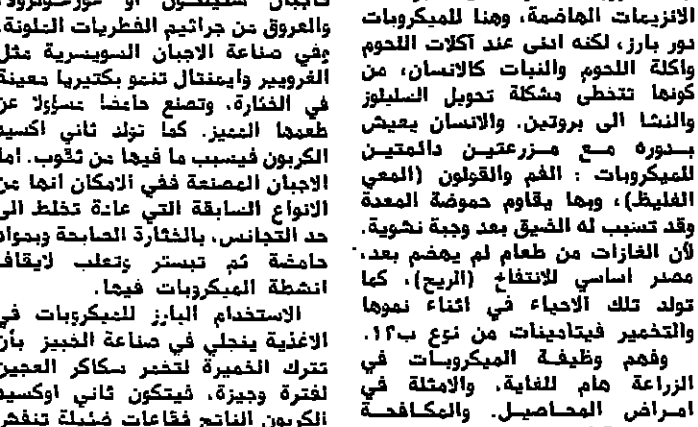 الانزيمات الهاضمة، وهنا للميكروبات
دور بارز، لكنه ادنى عند آكلات اللحوم
واكلة اللحوم والنبات كالانسان، من
كونها تتخطى مشكلة تحويل السليلوز
والنشا الى بروتين. والانسان يعيش
بدوره مع مزرعتين دائمتين
للميكروبات : الفم والقولون (المعي
الغليظ)، وبها يقاوم حموضة المعدة
وقد تسبب له الضيق بعد وجبة نشوية.
لأن الغازات من طعام لم يهضم بعد،
مصدر اساسي للانتفاخ (الريح)، كما
تولد تلك الاحياء في اثناء نموها
والتخمير فيتامينات من نوع ب١٢.
وفهم وظيفة الميكروبات في
الزراعة هام للغاية. والامثلة في
امراض المحاصيل. والمكافحة
والعروق من جراثيم الفطريات الملونة.
وفي صناعة الاجبان السويسرية مثل
الغرويير وايمنتال تنمو بكتيريا معينة
في الخثارة، وتصنع حامضا مسؤولا عن
طعمها المميز. كما تولد ثاني اكسيد
الكربون فيسبب ما فيها من ثقوب. اما
الاجبان المصنعة ففي الامكان انها من
الانواع السابقة التي عادة تخلط الى
حد التجانس، بالخثارة الصابحة وبمواد
حامضة ثم تبستر وتعلب لايقاف
انشطة الميكروبات فيها.
الاستخدام البارز للميكروبات في
الاغذية ينجلي في صناعة الخبيز بأن
تترك الخميرة لتخمر سكاكر العجين
لفترة وجيزة، فيتكون ثاني اوكسيد
الكربون الناتج فقاعات ضئيلة تنفش